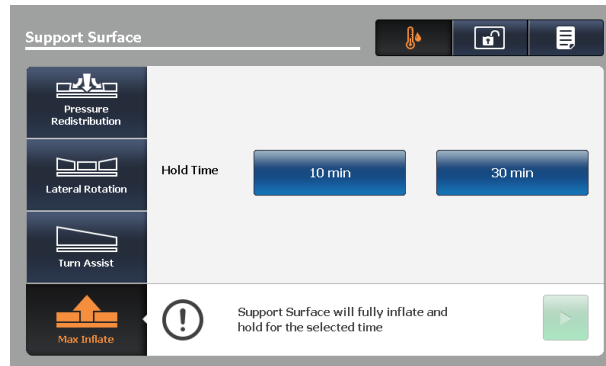 Support Surface
Pressure
Redistribution
Lateral Rotation
Turn Assist
Max Inflate
Hold Time
10 min
30 min
Support Surface will fully inflate and
hold for the selected time